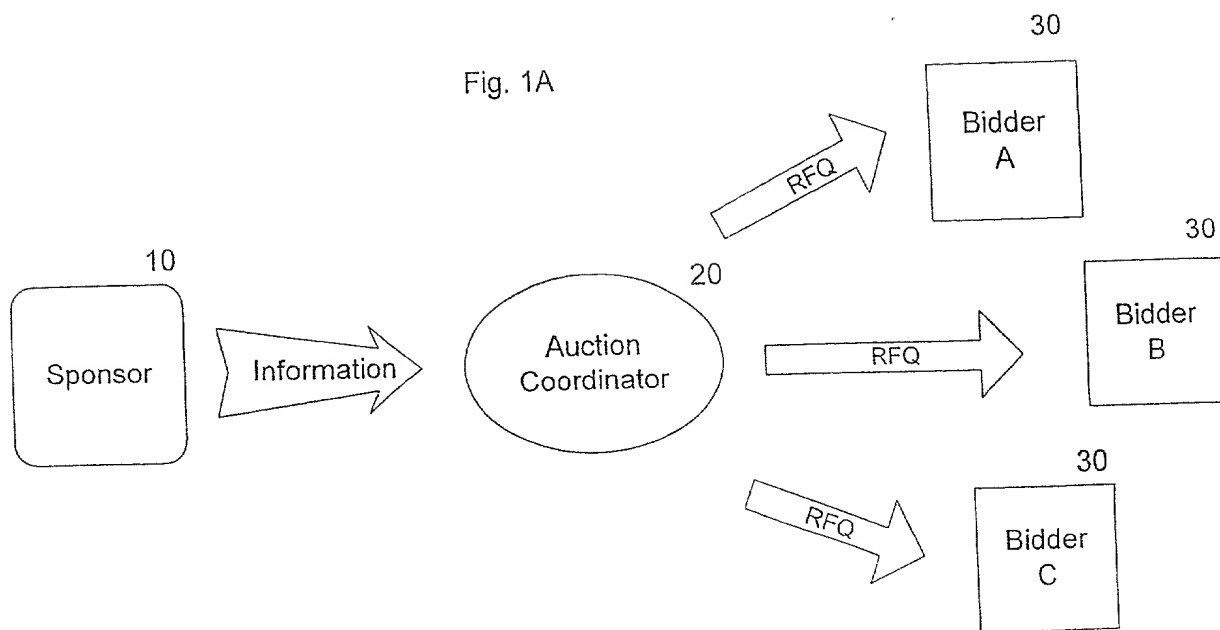 Fig. 1A
30
Bidder
A
RFQ
10
Sponsor
Information
20
Auction
Coordinator
RFQ
30
Bidder
B
RFQ
30
Bidder
C